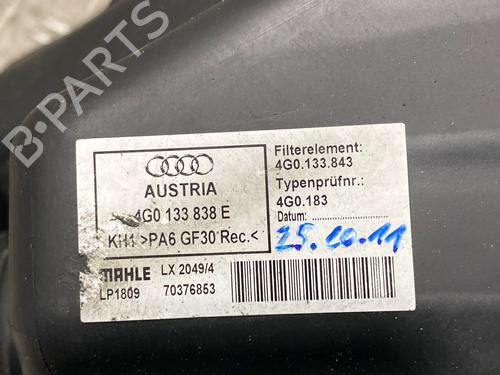 Filterelement:
4G0.133.843
AUSTRIA
Typenprüfnr.:
4G0.183
4G0 133 838 E
Datum:
25.10.11
>PA6 GF30 Rec.<
MAHLE LX 2049/4
LP1809 70376853
B-PARTS